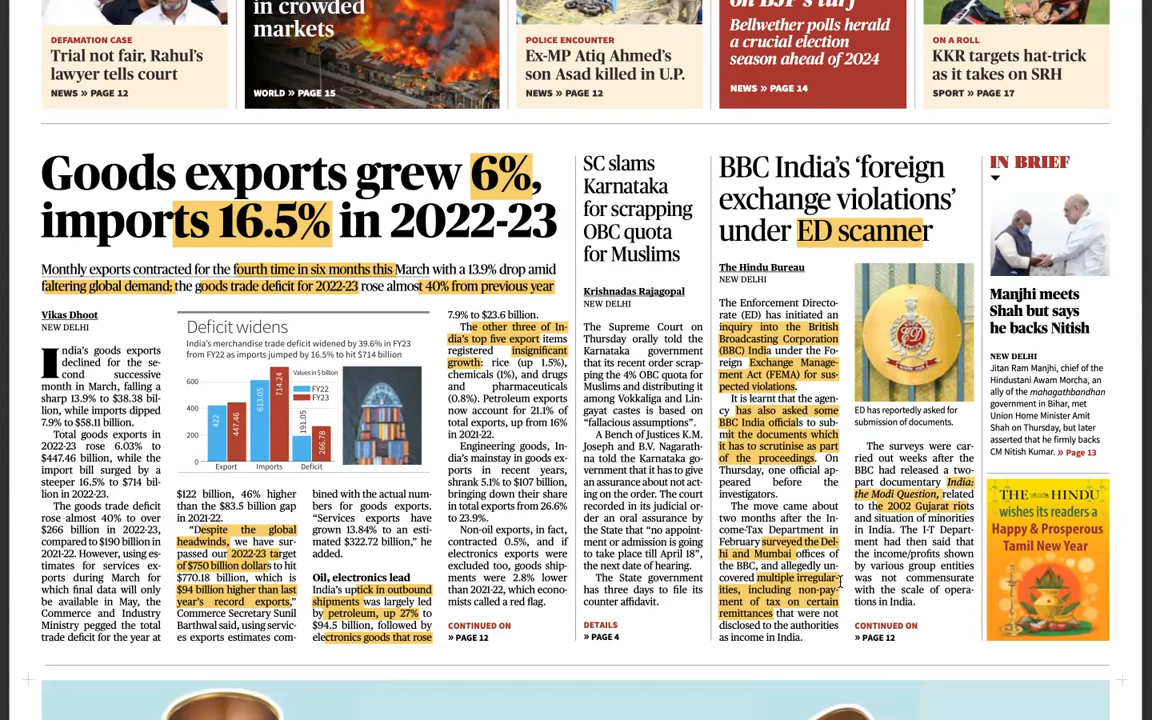 in crowded
markets
on BJP's turf
Bellwether polls herald
a crucial election
season ahead of 2024
DEFAMATION CASE
Trial not fair, Rahul's
lawyer tells court
NEWS » PAGE 12
WORLD » PAGE 15
POLICE ENCOUNTER
Ex-MP Atiq Ahmed's
son Asad killed in U.P.
NEWS » PAGE 12
NEWS » PAGE 14
ON A ROLL
KKR targets hat-trick
as it takes on SRH
SPORT » PAGE 17
Goods exports grew 6%,
imports 16.5% in 2022-23
Monthly exports contracted for the fourth time in six months this March with a 13.9% drop amid
faltering global demand; the goods trade deficit for 2022-23 rose almost 40% from previous year
Vikas Dhoot
NEW DELHI
India's goods exports
declined for the se-
cond successive
month in March, falling a
sharp 13.9% to $38.38 bil-
lion, while imports dipped
7.9% to $58.11 billion.
Total goods exports in
2022-23 rose 6.03% to
$447.46 billion, while the
import bill surged by a
steeper 16.5% to $714 bil-
lion in 2022-23.
The goods trade deficit
rose almost 40% to over
$266 billion in 2022-23,
compared to $190 billion in
2021-22. However, using es-
timates for services ex-
ports during March for
which final data will only
be available in May, the
Commerce and Industry
Ministry pegged the total
trade deficit for the year at
Deficit widens
India's merchandise trade deficit widened by 39.6% in FY23
from FY22 as imports jumped by 16.5% to hit $714 billion
Values in $ billion
FY22
FY23
600
400
200
0
422
447.46
613.05
714.24
191.05
266.78
Export
Imports
Deficit
$122 billion, 46% higher
than the $83.5 billion gap
in 2021-22.
"Despite the global
headwinds, we have sur-
passed our 2022-23 target
of $750 billion dollars to hit
$770.18 billion, which is
$94 billion higher than last
year's record exports,"
Commerce Secretary Sunil
Barthwal said, using servic-
es exports estimates com-
bined with the actual num-
bers for goods exports.
"Services exports have
grown 13.84% to an esti-
mated $322.72 billion," he
added.
Oil, electronics lead
India's uptick in outbound
shipments was largely led
by petroleum, up 27% to
$94.5 billion, followed by
electronics goods that rose
7.9% to $23.6 billion.
The other three of In-
dia's top five export items
registered insignificant
growth: rice (up 1.5%),
chemicals (1%), and drugs
and pharmaceuticals
(0.8%). Petroleum exports
now account for 21.1% of
total exports, up from 16%
in 2021-22.
Engineering goods, In-
dia's mainstay in goods ex-
ports in recent years,
shrank 5.1% to $107 billion,
bringing down their share
in total exports from 26.6%
to 23.9%.
Non-oil exports, in fact,
contracted 0.5%, and if
electronics exports were
excluded too, goods ship-
ments were 2.8% lower
than 2021-22, which econo-
mists called a red flag.
CONTINUED ON
» PAGE 12
SC slams
Karnataka
for scrapping
OBC quota
for Muslims
Krishnadas Rajagopal
NEW DELHI
The Supreme Court on
Thursday orally told the
Karnataka government
that its recent order scrap-
ping the 4% OBC quota for
Muslims and distributing it
among Vokkaliga and Lin-
gayat castes is based on
"fallacious assumptions".
A Bench of Justices K.M.
Joseph and B.V. Nagarath-
na told the Karnataka go-
vernment that it has to give
an assurance about not act-
ing on the order. The court
recorded in its judicial ord-
er an oral assurance by
the State that "no appoint-
ment or admission is going
to take place till April 18",
the next date of hearing.
The State government
has three days to file its
counter affidavit.
DETAILS
» PAGE 4
BBC India's 'foreign
exchange violations'
under ED scanner
The Hindu Bureau
NEW DELHI
The Enforcement Directo-
rate (ED) has initiated an
inquiry into the British
Broadcasting Corporation
(BBC) India under the Fo-
reign Exchange Manage-
ment Act (FEMA) for sus-
pected violations.
It is learnt that the agen-
cy has also asked some
BBC India officials to sub-
mit the documents which
it has to scrutinise as part
of the proceedings. On
Thursday, one official ap-
peared before the
investigators.
The move came about
two months after the In-
come-Tax Department in
February surveyed the Del-
hi and Mumbai offices of
the BBC, and allegedly un-
covered multiple irregular-
ities, including non-pay-
ment of tax on certain
remittances that were not
disclosed to the authorities
as income in India.
ED has reportedly asked for
submission of documents.
The surveys were car-
ried out weeks after the
BBC had released a two-
part documentary India:
the Modi Question, related
to the 2002 Gujarat riots
and situation of minorities
in India. The I-T Depart-
ment had then said that
the income/profits shown
by various group entities
was not commensurate
with the scale of opera-
tions in India.
CONTINUED ON
» PAGE 12
IN BRIEF
Manjhi meets
Shah but says
he backs Nitish
NEW DELHI
Jitan Ram Manjhi, chief of the
Hindustani Awam Morcha, an
ally of the mahagathbandhan
government in Bihar, met
Union Home Minister Amit
Shah on Thursday, but later
asserted that he firmly backs
CM Nitish Kumar. » Page 13
THE HINDU
wishes its readers a
Happy & Prosperous
Tamil New Year